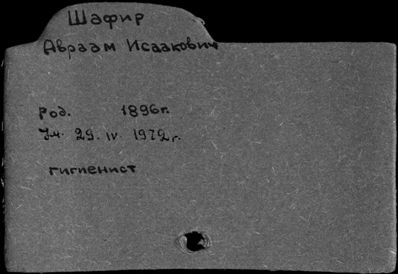 Шафир
Авраам Исаакович
род. 1896г.
Ум. 29. IV 1972г.
гигиенист